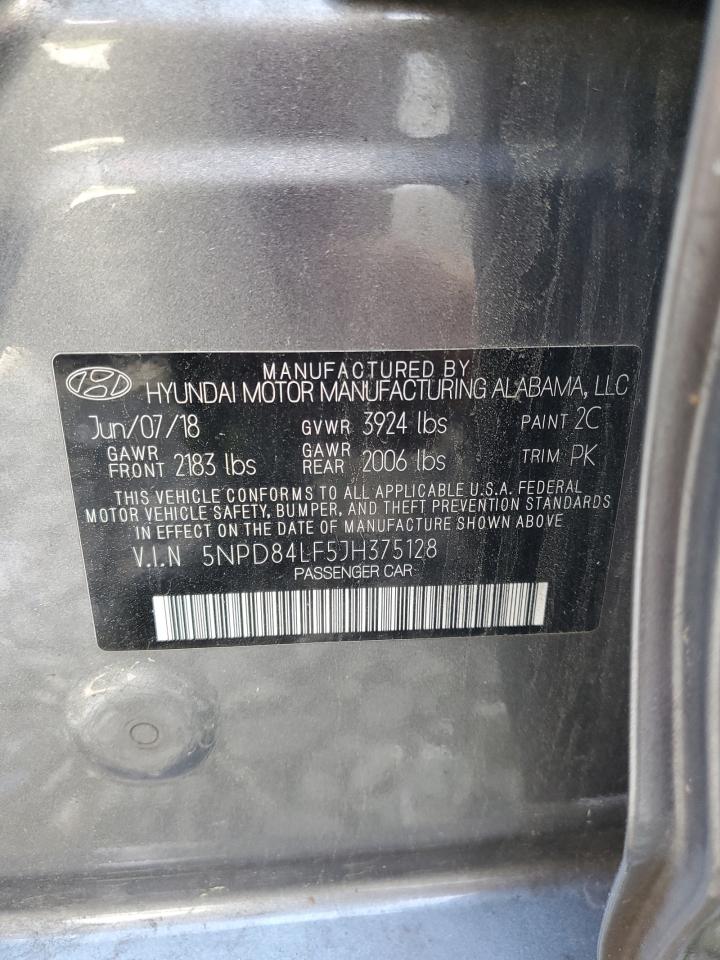 MANUFACTURED BY
HYUNDAI MOTOR MANUFACTURING ALABAMA, LLC
Jun/07/18 GVWR 3924 lbs PAINT 2C
GAWR FRONT 2183 lbs GAWR REAR 2006 lbs TRIM PK
THIS VEHICLE CONFORMS TO ALL APPLICABLE U.S.A. FEDERAL
MOTOR VEHICLE SAFETY, BUMPER, AND THEFT PREVENTION STANDARDS
IN EFFECT ON THE DATE OF MANUFACTURE SHOWN ABOVE
V.I.N 5NPD84LF5JH375128
PASSENGER CAR